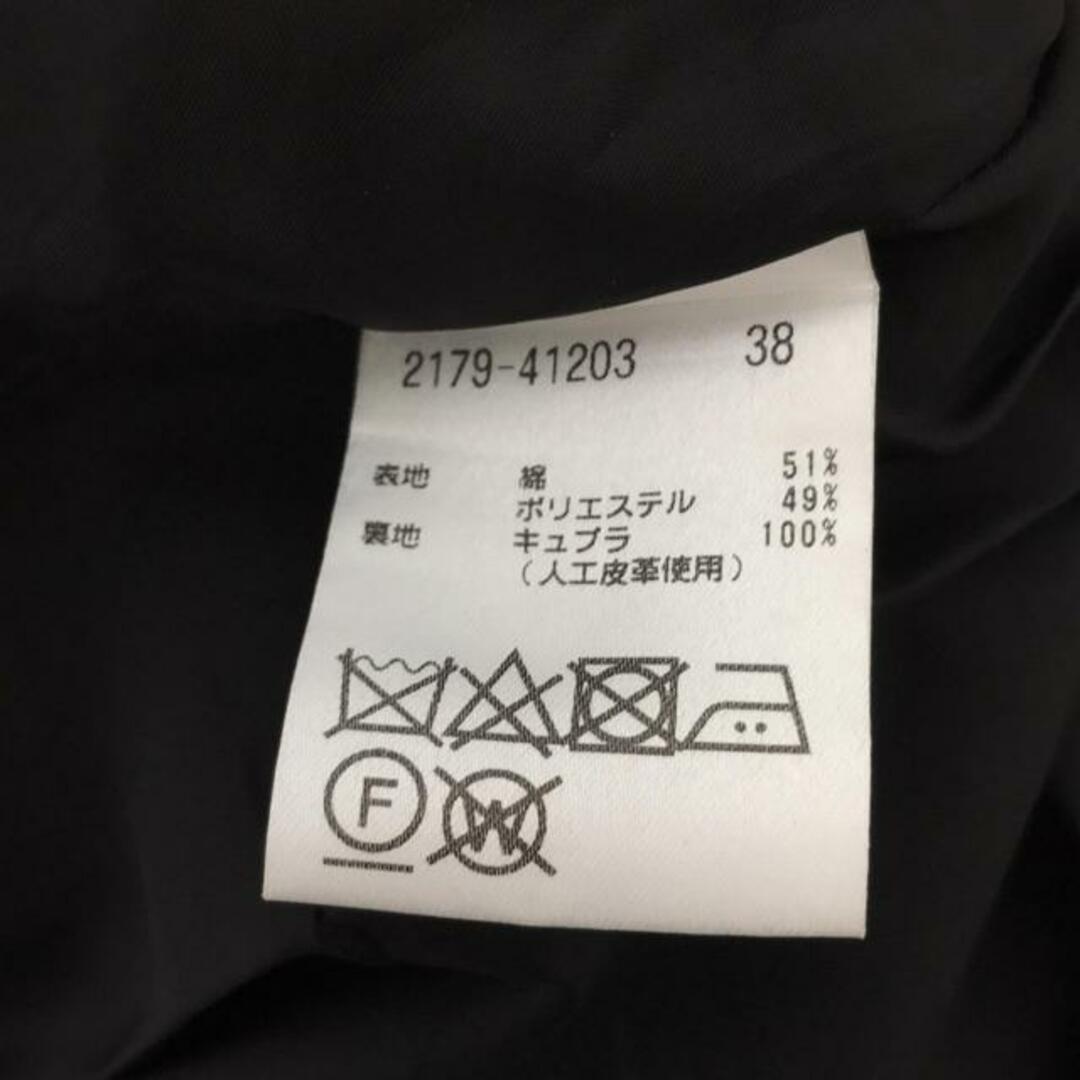 2179-41203 38
表地 綿 51%
ポリエステル 49%
裏地 キュプラ 100%
(人工皮革使用)
F
W